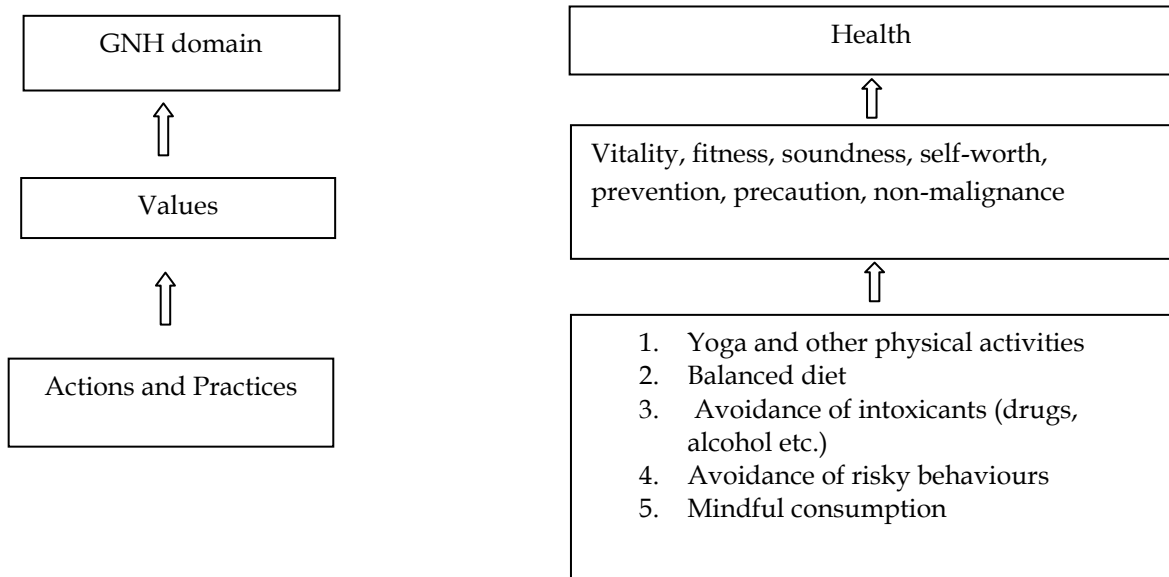 GNH domain
Values
Actions and Practices
Health
Vitality, fitness, soundness, self-worth,
prevention, precaution, non-malignance
1. Yoga and other physical activities
2. Balanced diet
3. Avoidance of intoxicants (drugs,
alcohol etc.)
4. Avoidance of risky behaviours
5. Mindful consumption